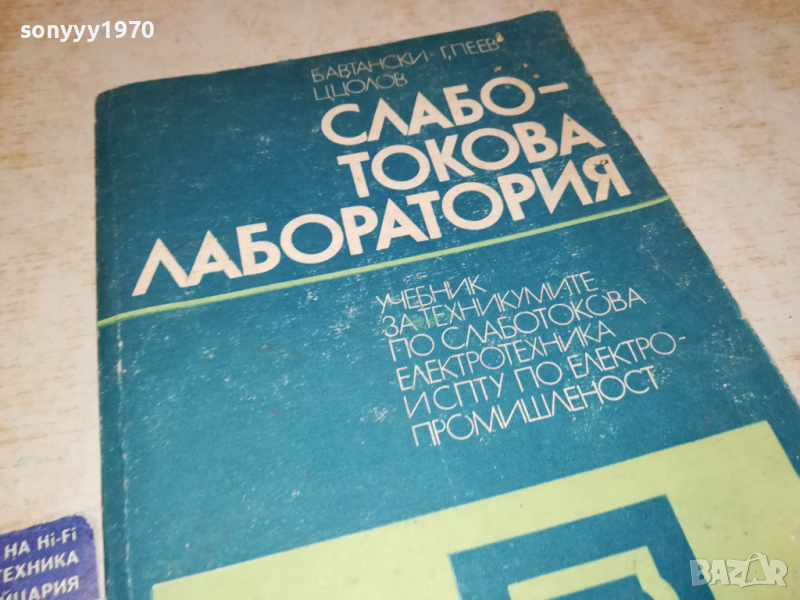 sonyyy1970
БАВТАНСКИ · Г. ПЕЕВ
Ц. ЦОЛОВ
СЛАБО-
ТОКОВА
ЛАБОРАТОРИЯ
УЧЕБНИК
ЗА ТЕХНИКУМИТЕ
ПО СЛАБОТОКОВА
ЕЛЕКТРОТЕХНИКА
И СПТУ ПО ЕЛЕКТРО-
ПРОМИШЛЕНОСТ
НА Hi-Fi
ТЕХНИКА
ЙЦАРИЯ
BAZAR